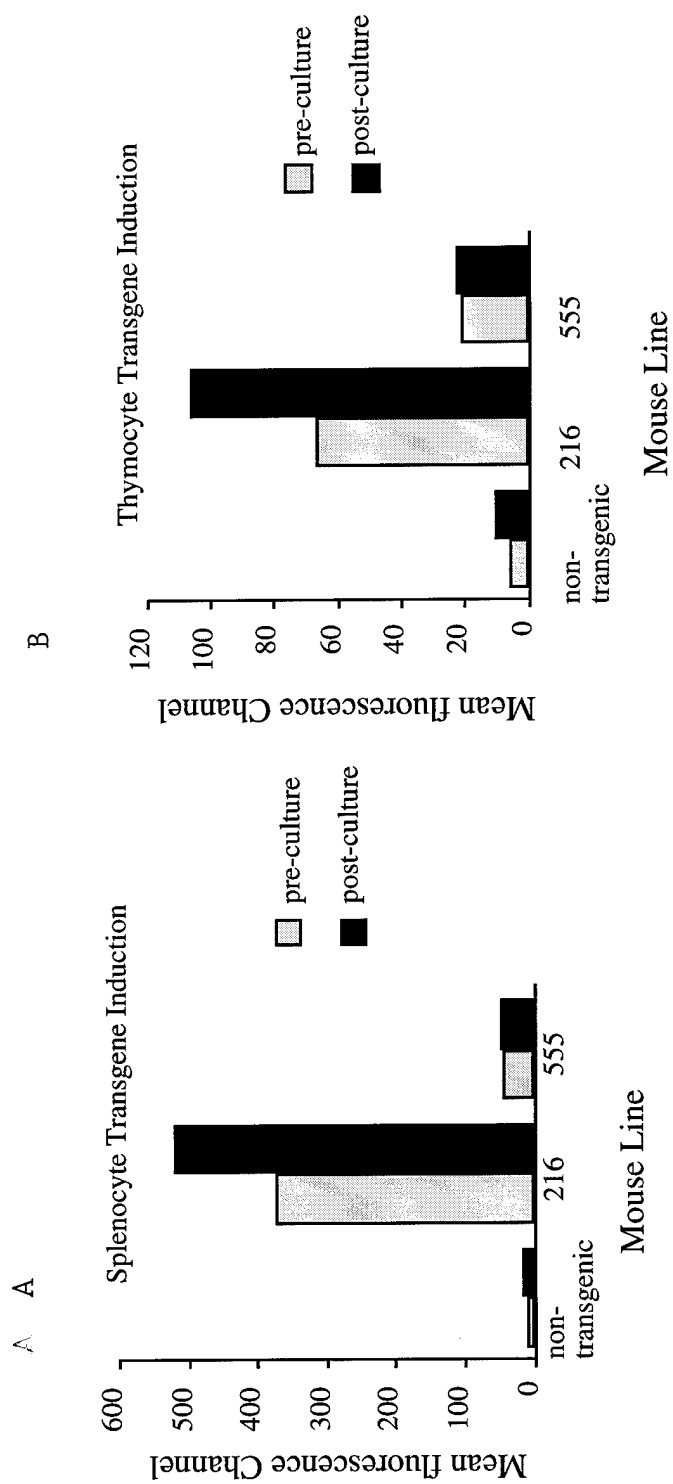 A A
Splenocyte Transgene Induction
Mean fluorescence Channel
600
500
400
300
200
100
0
non-
transgenic
216
555
Mouse Line
pre-culture
post-culture
B
Thymocyte Transgene Induction
Mean fluorescence Channel
120
100
80
60
40
20
0
non-
transgenic
216
555
Mouse Line
pre-culture
post-culture